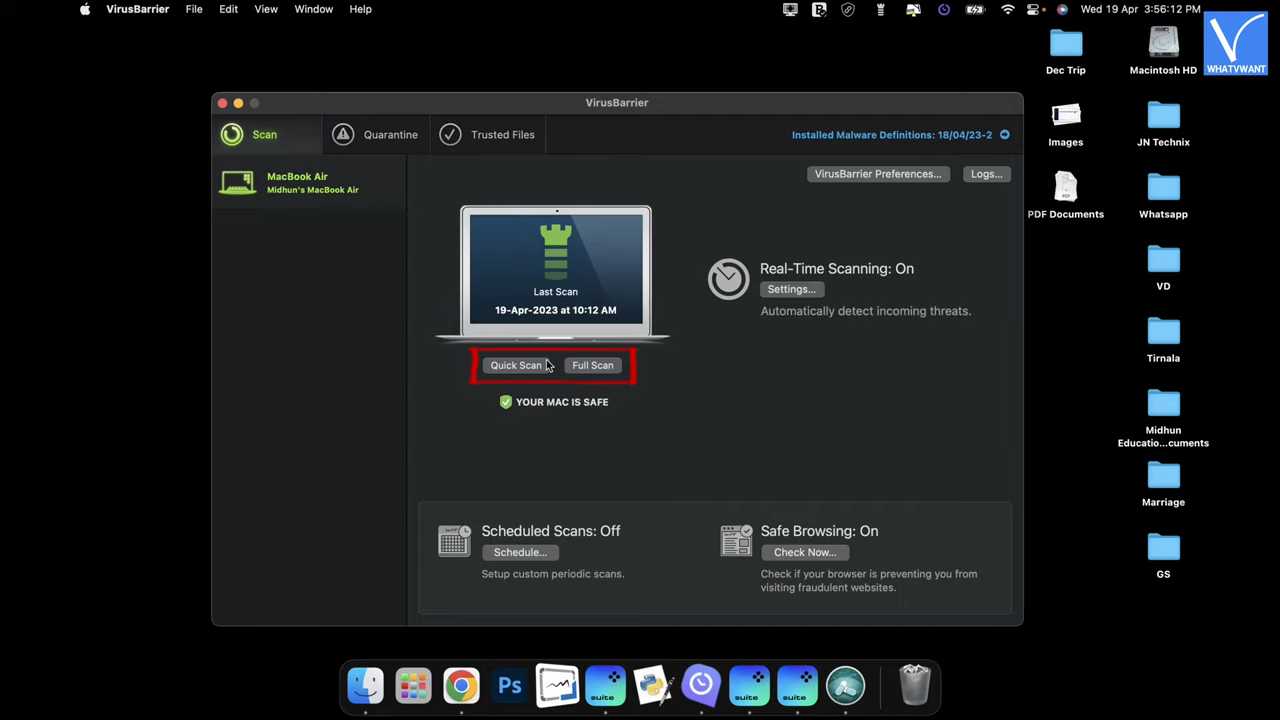 VirusBarrier File Edit View Window Help
Wed 19 Apr 3:56:12 PM
WHATVWANT
Dec Trip
Macintosh HD
VirusBarrier
Scan
Quarantine
Trusted Files
Installed Malware Definitions: 18/04/23-2
Images
JN Technix
MacBook Air
Midhun's MacBook Air
VirusBarrier Preferences...
Logs...
PDF Documents
Whatsapp
Last Scan
19-Apr-2023 at 10:12 AM
Real-Time Scanning: On
Settings...
Automatically detect incoming threats.
VD
Tirnala
Quick Scan
Full Scan
YOUR MAC IS SAFE
Midhun
Educatio...cuments
Marriage
Scheduled Scans: Off
Schedule...
Setup custom periodic scans.
Safe Browsing: On
Check Now...
Check if your browser is preventing you from
visiting fraudulent websites.
GS
Ps
suite
suite
suite